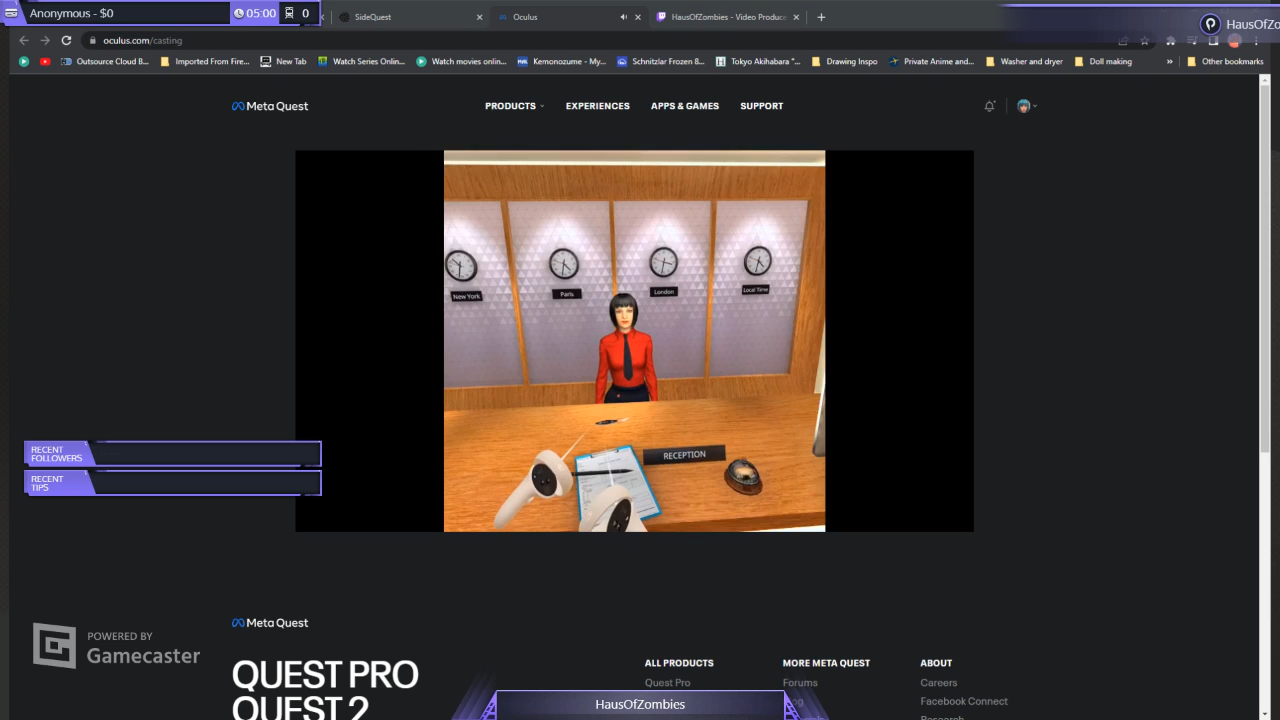 Anonymous - $0
05:00
0
SideQuest
Oculus
HausOfZombies - Video Produce
HausOfZo
oculus.com/casting
Outsource Cloud B...
Imported From Fire...
New Tab
Watch Series Onlin...
Watch movies onlin...
Kemonozume - My...
Schnitzlar Frozen 8...
Tokyo Akihabara "...
Drawing Inspo
Private Anime and...
Washer and dryer
Doll making
»
Other bookmarks
Meta Quest
PRODUCTS
EXPERIENCES
APPS & GAMES
SUPPORT
New York
Paris
London
Local Time
RECEPTION
RECENT
FOLLOWERS
RECENT
TIPS
POWERED BY
Gamecaster
Meta Quest
QUEST PRO
QUEST 2
ALL PRODUCTS
Quest Pro
MORE META QUEST
Forums
ABOUT
Careers
Facebook Connect
Research
HausOfZombies